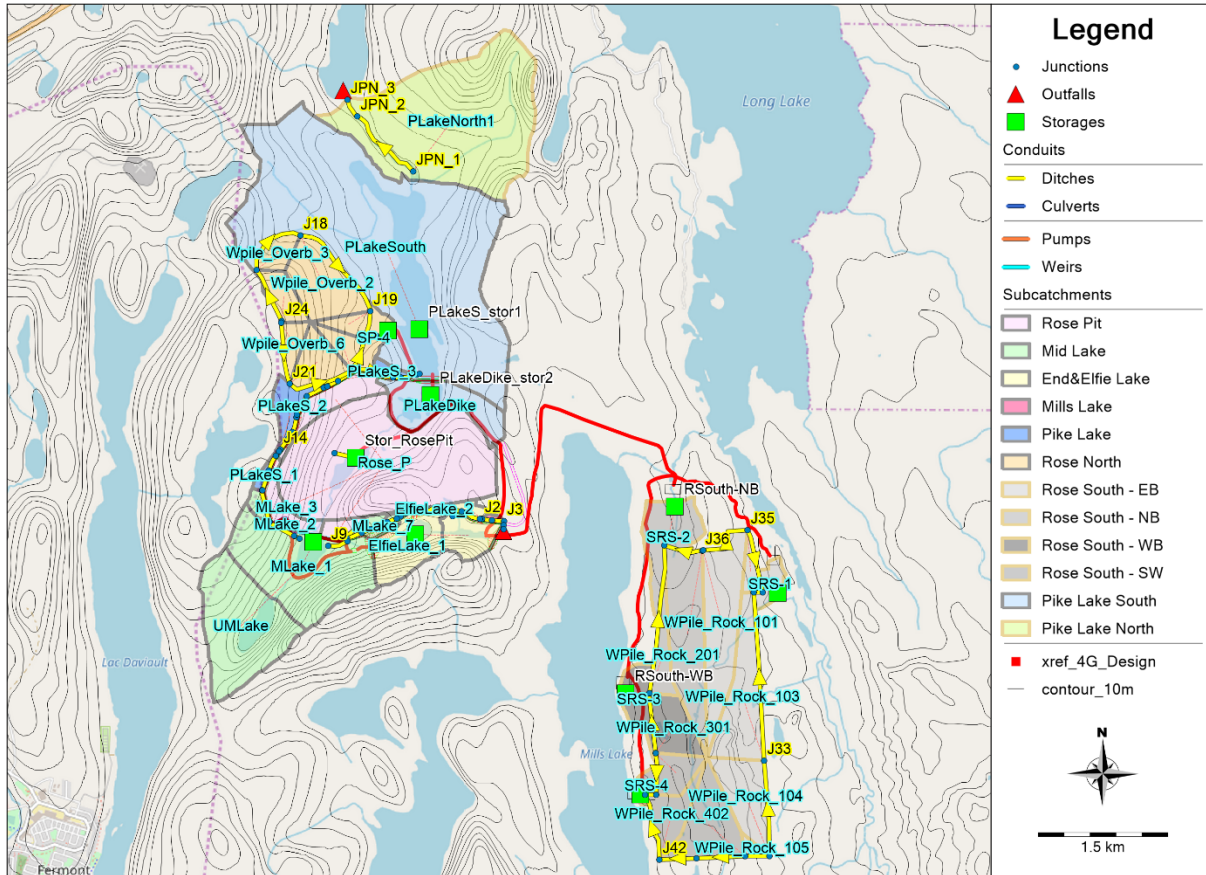 JPN_3
JPN_2
PLakeNorth1
JPN_1
Long Lake
J18
PLakeSouth
Wpile_Overb_3
Wpile_Overb_2
J19
J24
PLakeS_stor1
SP-4
Wpile_Overb_6
PLakeS_3
J21
PLakeDike_stor2
PLakeS_2
PLakeDike
J14
Stor_RosePit
Rose_P
PLakeS_1
MLake_3
ElfieLake_2
J2
J3
MLake_2
MLake_7
J9
ElfieLake_1
MLake_1
UMLake
Lac Daviault
Fermont
RSouth-NB
J35
SRS-2
J36
SRS-1
WPile_Rock_101
WPile_Rock_201
RSouth-WB
SRS-3
WPile_Rock_103
WPile_Rock_301
Mills Lake
J33
SRS-4
WPile_Rock_104
WPile_Rock_402
J42
WPile_Rock_105
Legend
Junctions
Outfalls
Storages
Conduits
Ditches
Culverts
Pumps
Weirs
Subcatchments
Rose Pit
Mid Lake
End&Elfie Lake
Mills Lake
Pike Lake
Rose North
Rose South - EB
Rose South - NB
Rose South - WB
Rose South - SW
Pike Lake South
Pike Lake North
xref_4G_Design
contour_10m
N
1.5 km